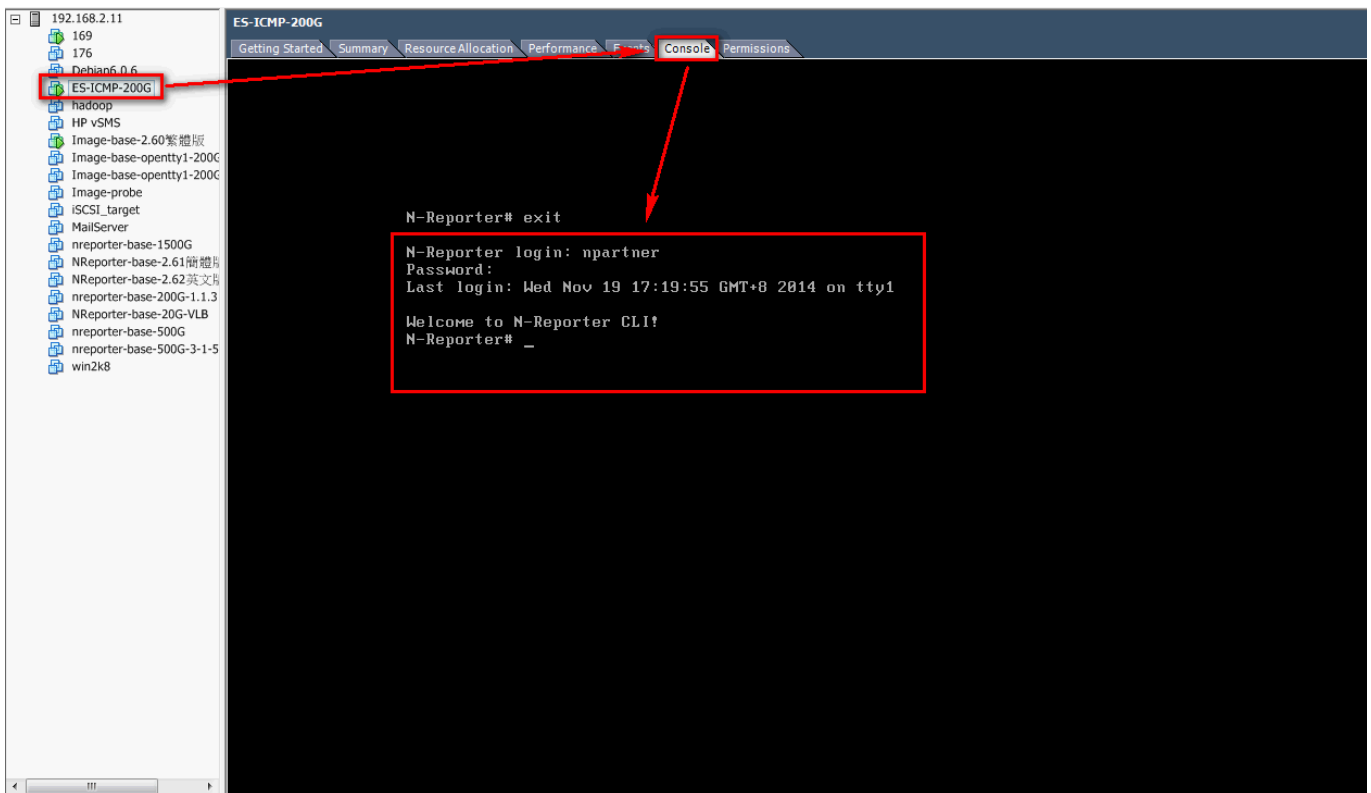 192.168.2.11
169
176
Debian6.0.6
ES-ICMP-200G
hadoop
HP vSMS
Image-base-2.60繁體版
Image-base-opentty1-200G
Image-base-opentty1-200G
Image-probe
iSCSI_target
MailServer
nreporter-base-1500G
NReporter-base-2.61簡體版
NReporter-base-2.62英文版
nreporter-base-200G-1.1.3
NReporter-base-20G-VLB
nreporter-base-500G
nreporter-base-500G-3-1-5
win2k8
ES-ICMP-200G
Getting Started Summary Resource Allocation Performance Events Console Permissions
N-Reporter# exit
N-Reporter login: npartner
Password:
Last login: Wed Nov 19 17:19:55 GMT+8 2014 on tty1
Welcome to N-Reporter CLI!
N-Reporter# _